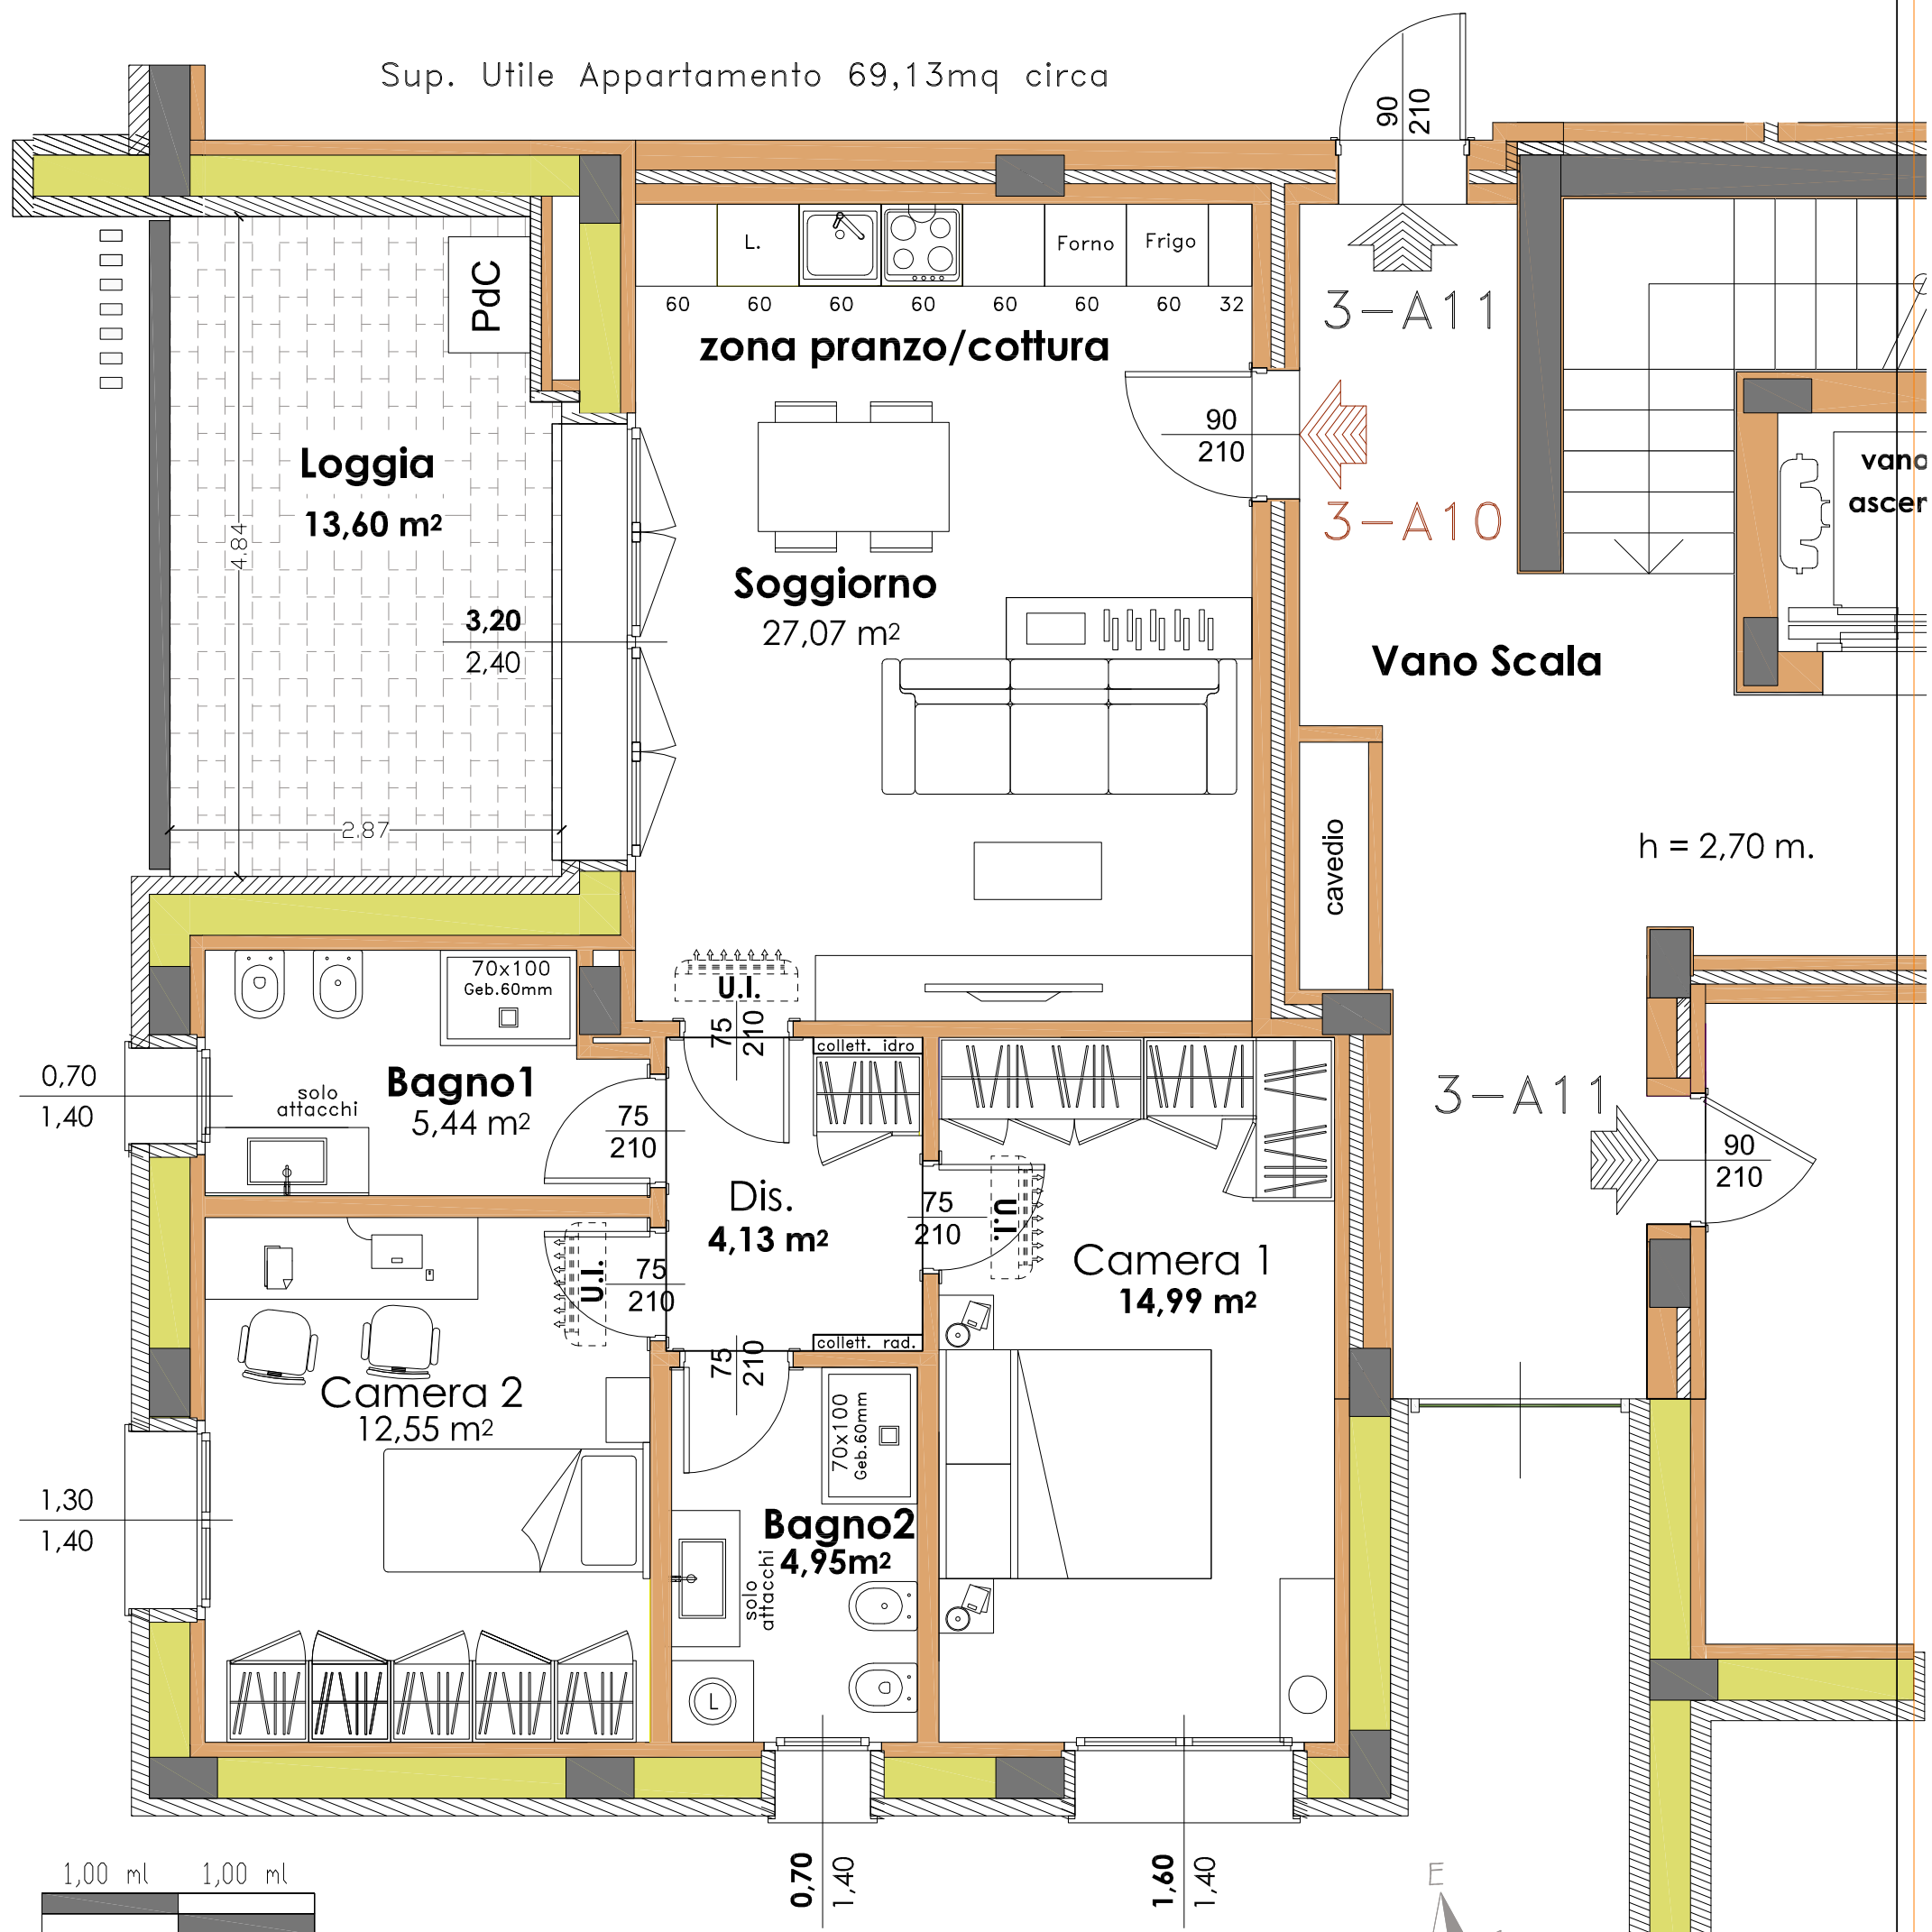 Sup. Utile Appartamento 69,13mq circa
90
210
L.
Forno
Frigo
60
60
60
60
60
60
60
32
PdC
zona pranzo/cottura
3-A11
90
210
3-A10
Loggia
13,60 m²
4.84
3,20
2,40
2.87
Soggiorno
27,07 m²
Vano Scala
h = 2,70 m.
cavedio
U.I.
75
210
70x100
Geb.60mm
0,70
1,40
solo
attacchi
Bagno1
5,44 m²
75
210
collett. idro
Dis.
4,13 m²
75
210
U.I.
3-A11
90
210
Camera 1
14,99 m²
U.I.
75
210
collett. rad.
75
210
Camera 2
12,55 m²
70x100
Geb.60mm
1,30
1,40
Bagno2
4,95m²
solo
attacchi
L
1,00 ml
1,00 ml
0,70
1,40
1,60
1,40
E